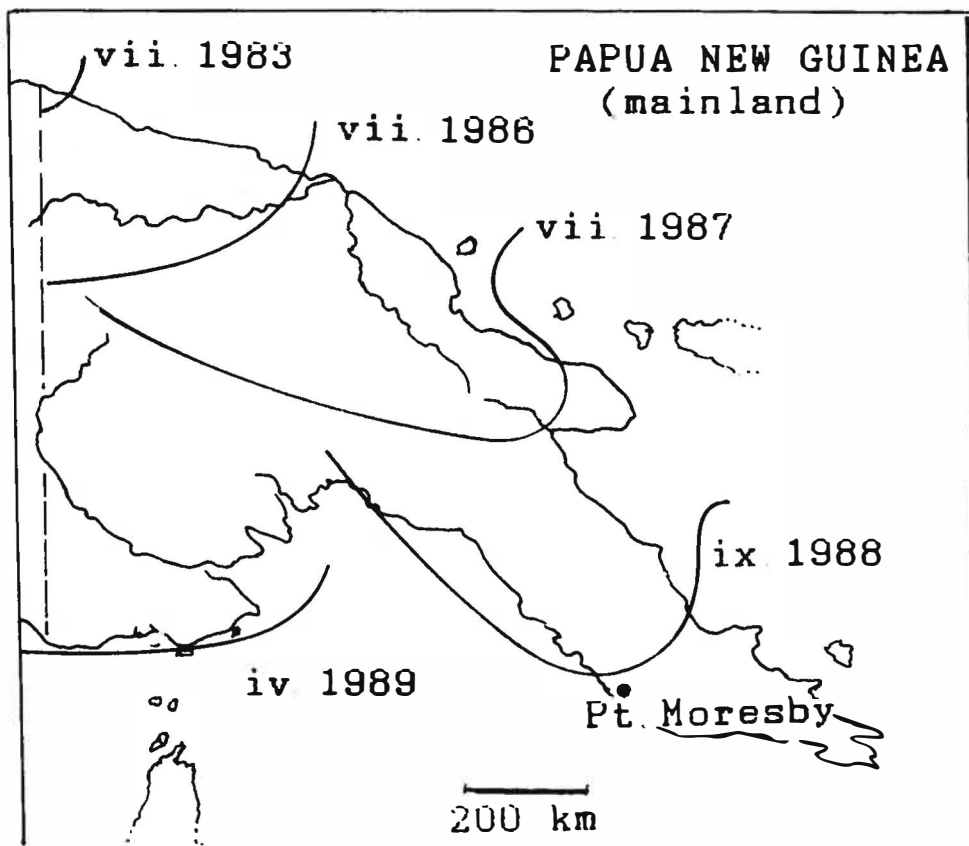 vii. 1983
PAPUA NEW GUINEA
(mainland)
vii. 1986
vii. 1987
ix. 1988
iv. 1989
Pt. Moresby
200 km